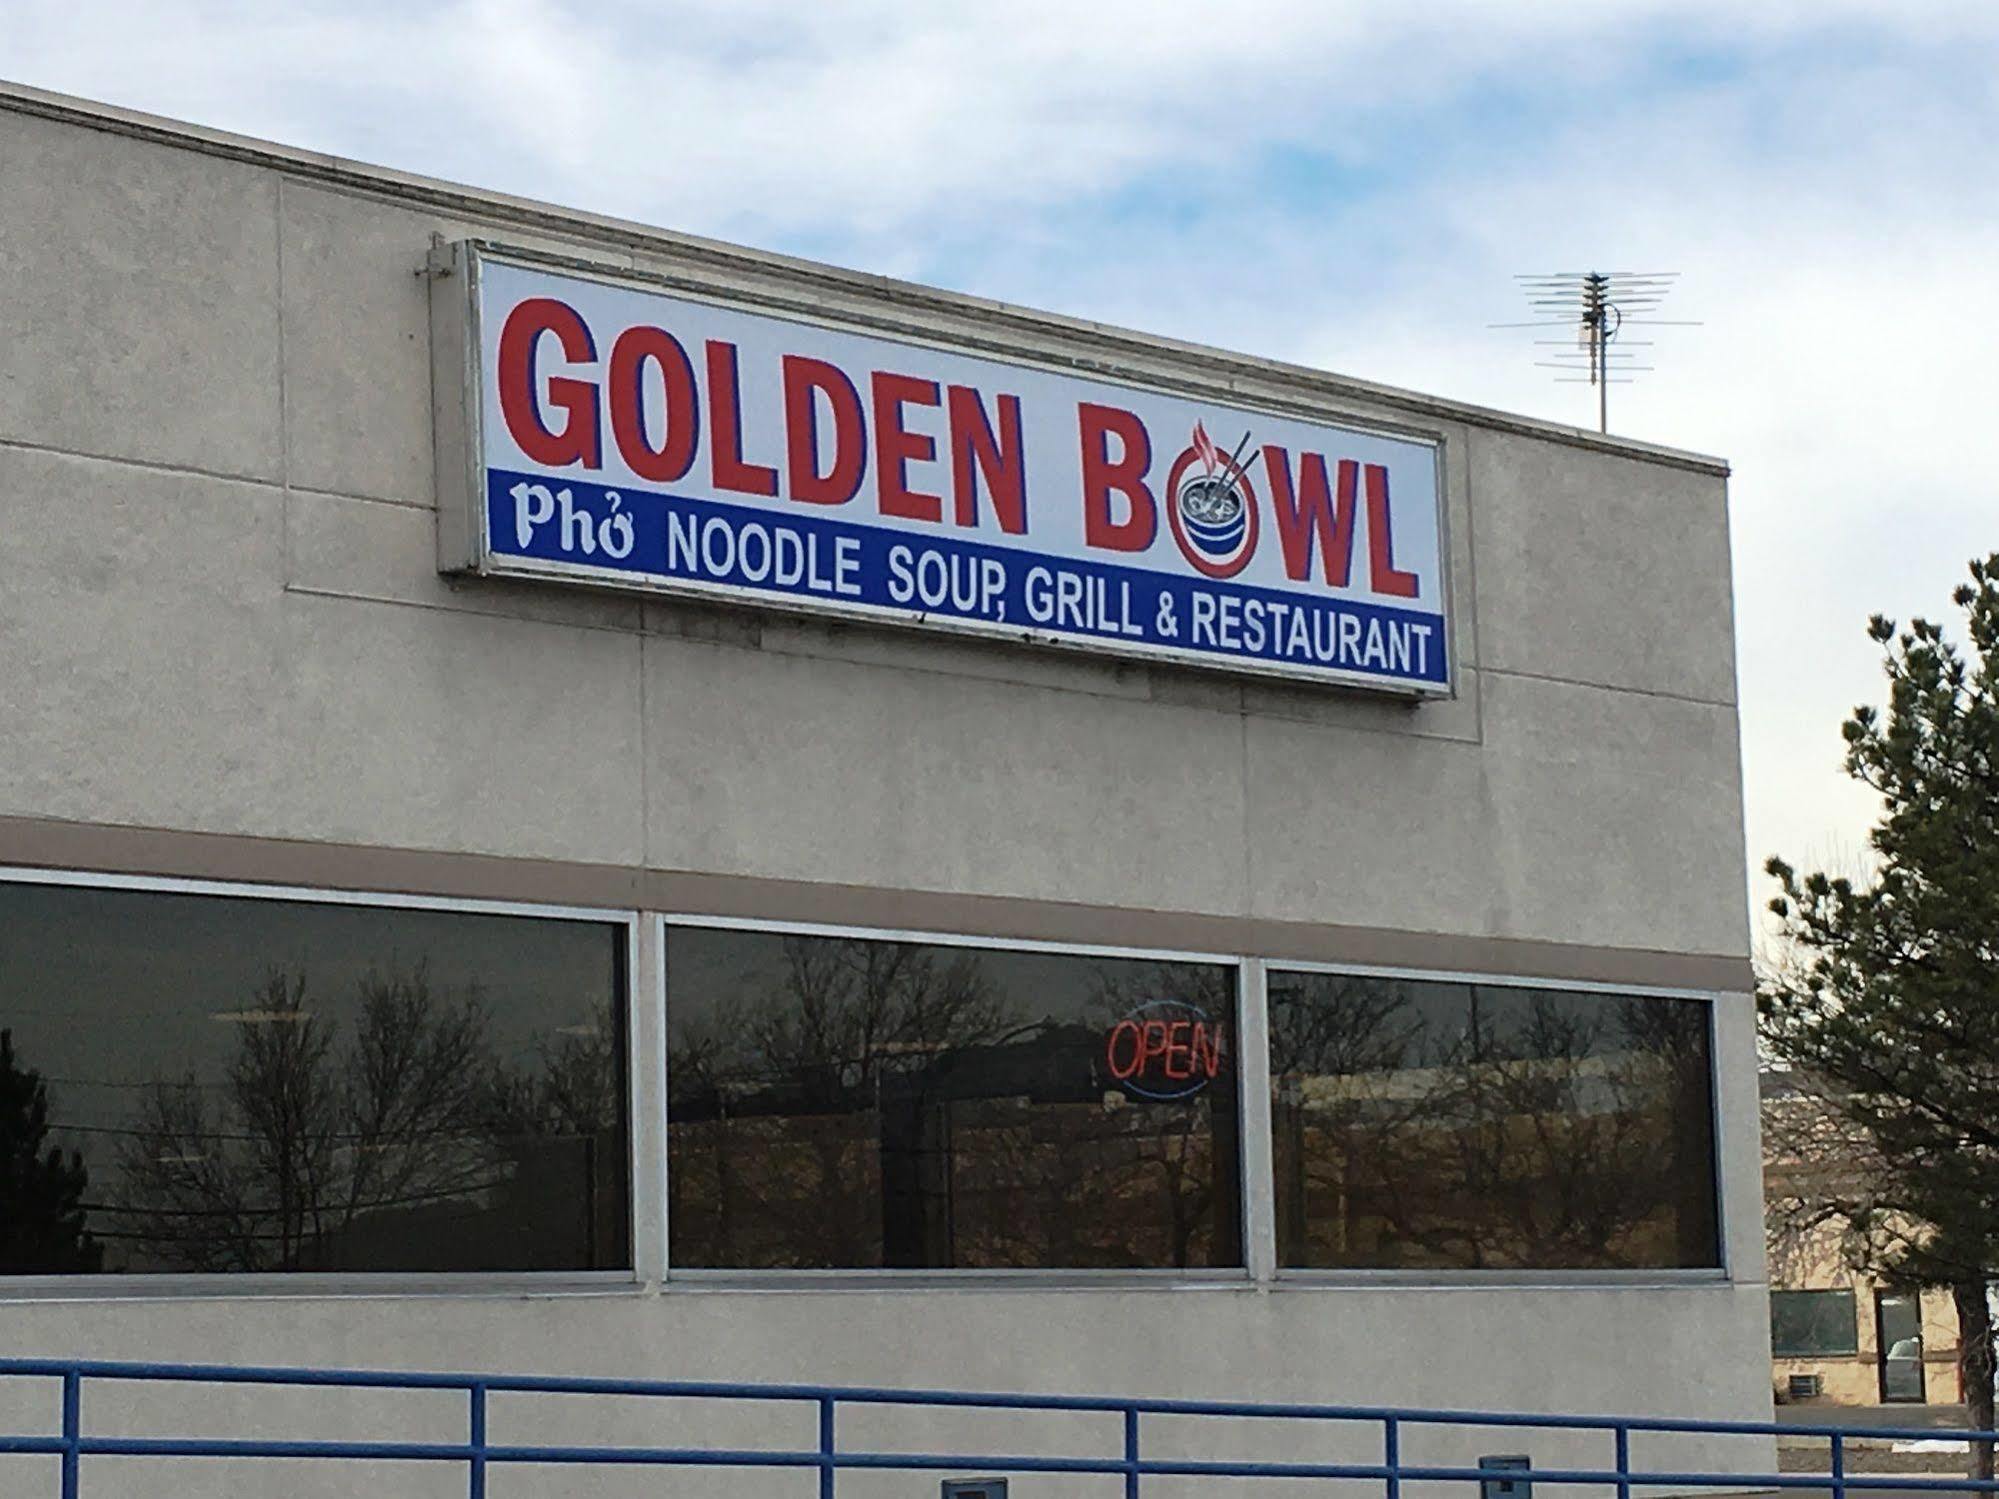 GOLDEN BOWL
Phở NOODLE SOUP, GRILL & RESTAURANT
OPEN